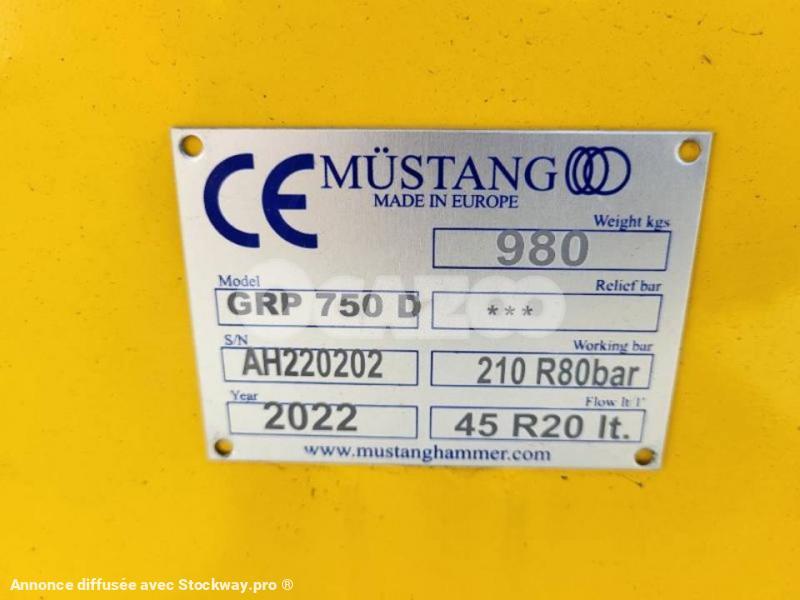 CE MÜSTANG
MADE IN EUROPE
Weight kgs
980
Model
GRP 750 D
Relief bar
***
S/N
AH220202
Working bar
210 R80bar
Year
2022
Flow lt/1'
45 R20 lt.
www.mustanghammer.com
OCAZOO
Annonce diffusée avec Stockway.pro ®